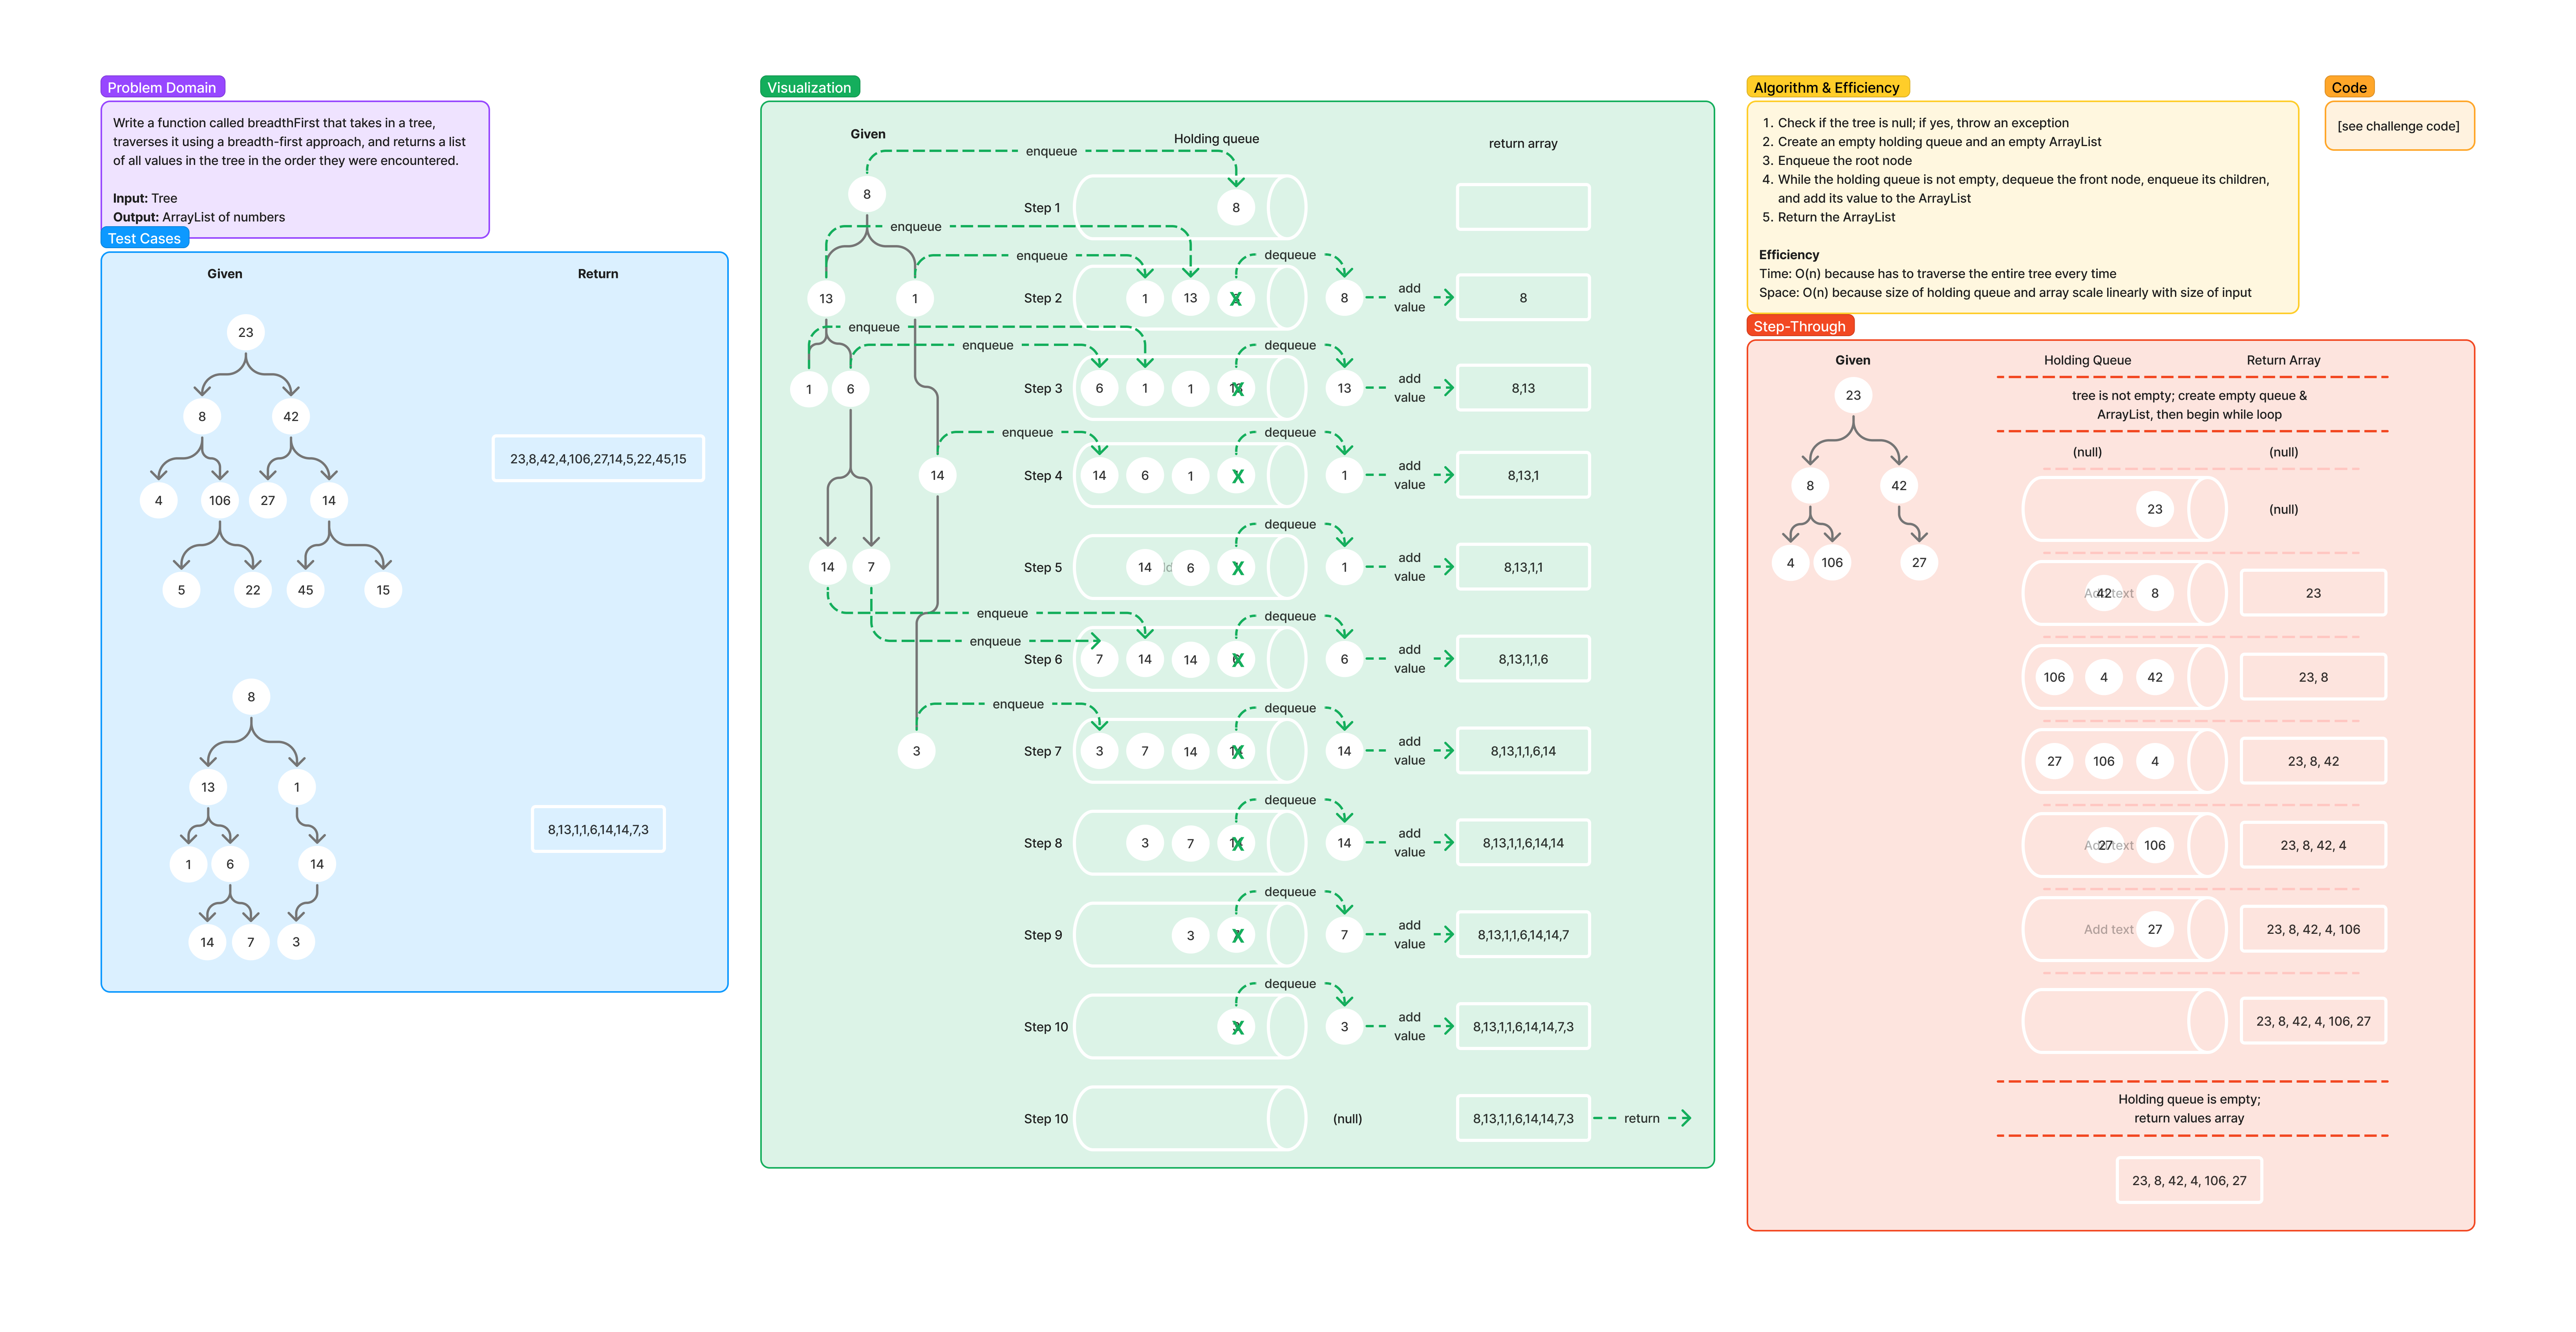 Problem Domain
Write a function called breadthFirst that takes in a tree,
traverses it using a breadth-first approach, and returns a list
of all values in the tree in the order they were encountered.
Input: Tree
Output: ArrayList of numbers
Test Cases
Given Return
23
8 42
4 106 27 14
5 22 45 15
23,8,42,4,106,27,14,5,22,45,15
8
13 1
1 6 14
14 7 3
8,13,1,1,6,14,14,7,3
Visualization
Given
Holding queue
return array
enqueue
8
Step 1
8
enqueue
enqueue
dequeue
13 1
Step 2
1 13 X
8
add
value
8
enqueue
enqueue
dequeue
1 6
Step 3
6 1 1 X
13
add
value
8,13
enqueue
dequeue
14
Step 4
14 6 1 X
1
add
value
8,13,1
dequeue
14 7
Step 5
14 6 X
1
add
value
8,13,1,1
enqueue
enqueue
dequeue
Step 6
7 14 14 X
6
add
value
8,13,1,1,6
enqueue
dequeue
3
Step 7
3 7 14 X
14
add
value
8,13,1,1,6,14
dequeue
Step 8
3 7 X
14
add
value
8,13,1,1,6,14,14
dequeue
Step 9
3 X
7
add
value
8,13,1,1,6,14,14,7
dequeue
Step 10
X
3
add
value
8,13,1,1,6,14,14,7,3
Step 10
(null)
8,13,1,1,6,14,14,7,3
return
Algorithm & Efficiency
1. Check if the tree is null; if yes, throw an exception
2. Create an empty holding queue and an empty ArrayList
3. Enqueue the root node
4. While the holding queue is not empty, dequeue the front node, enqueue its children,
and add its value to the ArrayList
5. Return the ArrayList
Efficiency
Time: O(n) because has to traverse the entire tree every time
Space: O(n) because size of holding queue and array scale linearly with size of input
Code
[see challenge code]
Step-Through
Given
23
8 42
4 106 27
Holding Queue Return Array
tree is not empty; create empty queue &
ArrayList, then begin while loop
(null) (null)
23 (null)
42 8 23
106 4 42 23, 8
27 106 4 23, 8, 42
27 106 23, 8, 42, 4
Add text 27 23, 8, 42, 4, 106
23, 8, 42, 4, 106, 27
Holding queue is empty;
return values array
23, 8, 42, 4, 106, 27